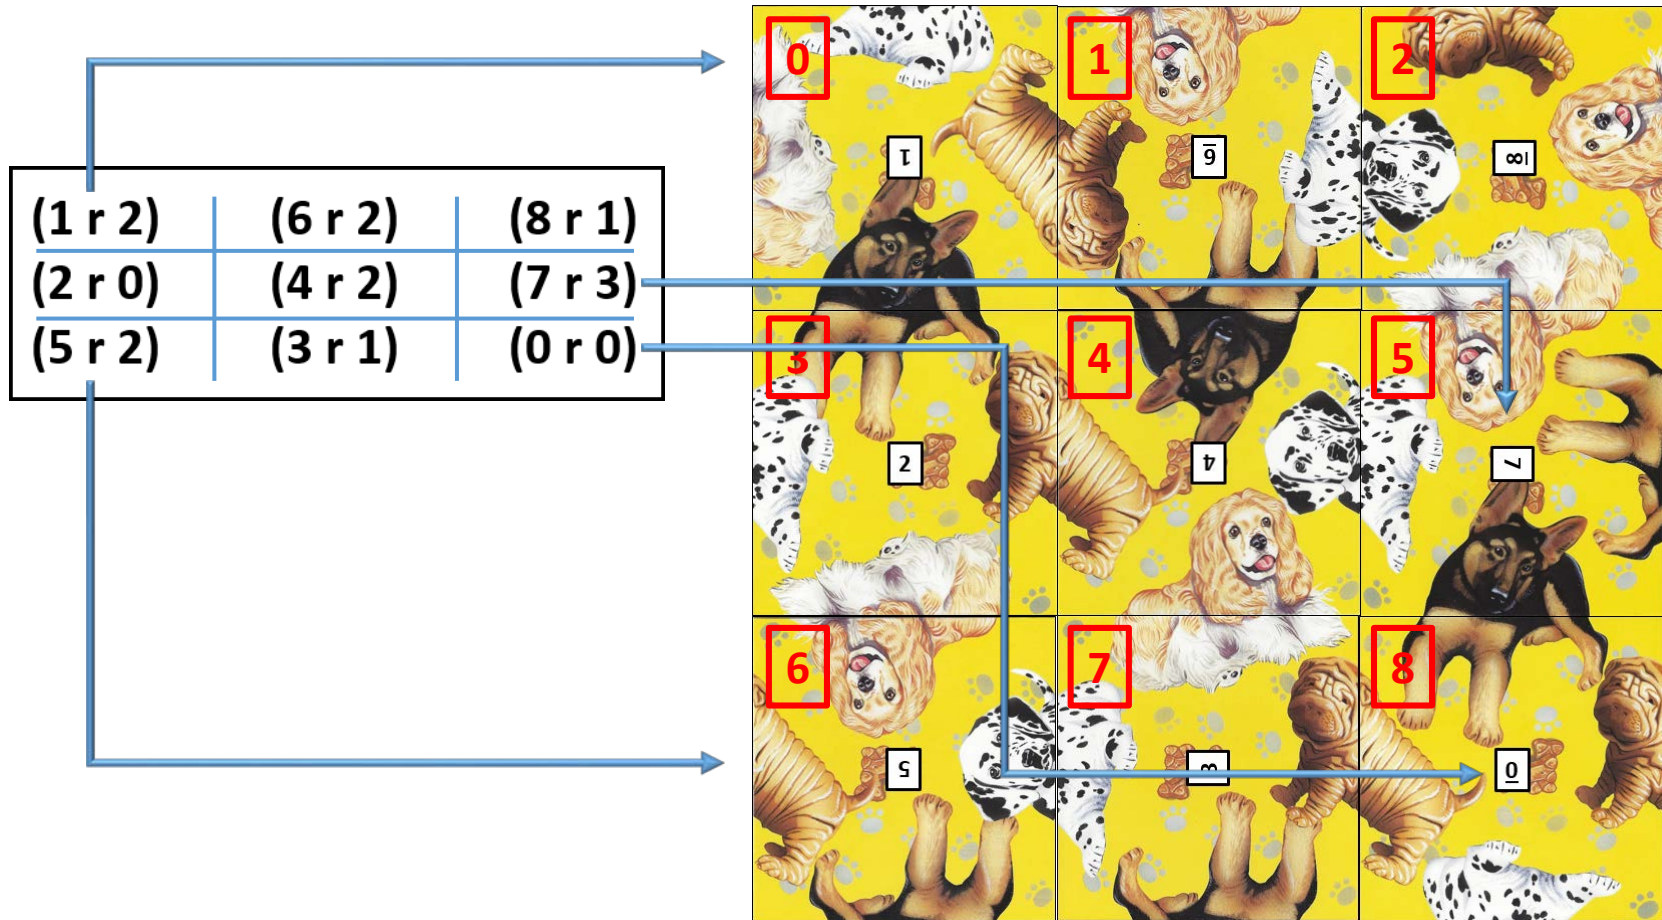 (1 r 2) (6 r 2) (8 r 1)
(2 r 0) (4 r 2) (7 r 3)
(5 r 2) (3 r 1) (0 r 0)
0 1 2
1 6 8
3 4 5
2 4 7
6 7 8
5 3 0